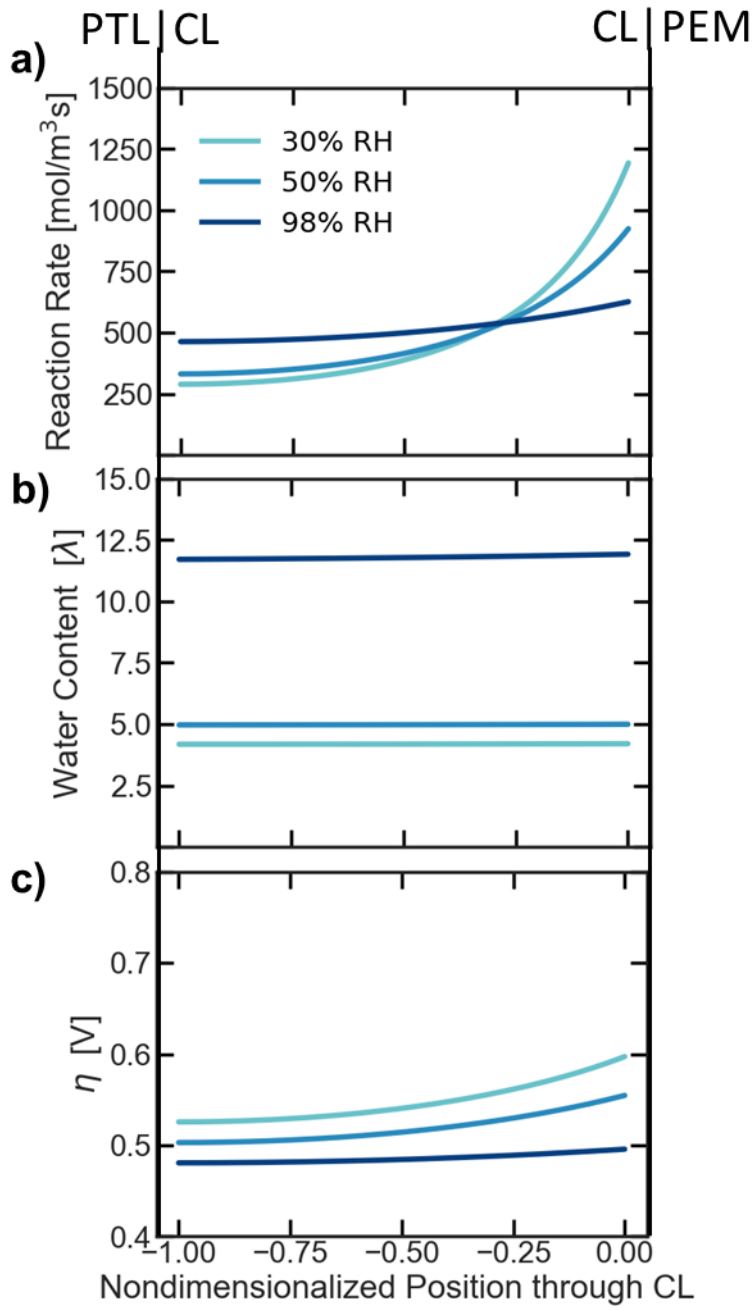 PTL CL CL PEM
a)
Reaction Rate [mol/m³s]
1500
1250
1000
750
500
250
30% RH
50% RH
98% RH
b)
Water Content [λ]
15.0
12.5
10.0
7.5
5.0
2.5
c)
η [V]
0.8
0.7
0.6
0.5
0.4
−1.00 −0.75 −0.50 −0.25 0.00
Nondimensionalized Position through CL